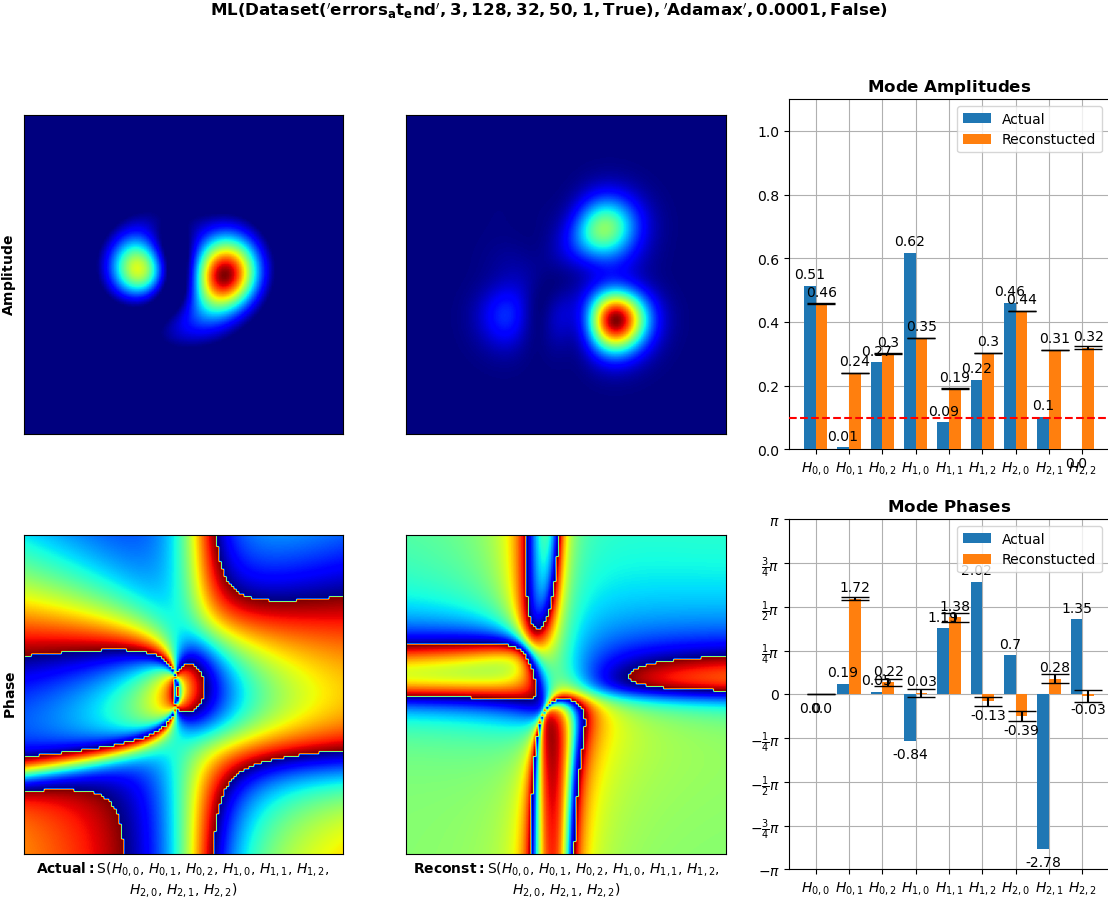 ML(Dataset('errors_at_end', 3, 128, 32, 50, 1, True), 'Adamax', 0.0001, False)
Amplitude
Mode Amplitudes
Actual
Reconstucted
1.0
0.8
0.6
0.4
0.2
0.0
0.51
0.46
0.01
0.24
0.27
0.3
0.62
0.35
0.09
0.19
0.22
0.3
0.46
0.44
0.1
0.31
0.0
0.32
H0,0 H0,1 H0,2 H1,0 H1,1 H1,2 H2,0 H2,1 H2,2
Phase
Actual: S(H0,0, H0,1, H0,2, H1,0, H1,1, H1,2,
H2,0, H2,1, H2,2)
Reconst: S(H0,0, H0,1, H0,2, H1,0, H1,1, H1,2,
H2,0, H2,1, H2,2)
Mode Phases
Actual
Reconstucted
π
3/4π
1/2π
1/4π
0
−1/4π
−1/2π
−3/4π
−π
0.0
0.0
0.19
1.72
0.05
0.22
-0.84
0.03
1.19
1.38
2.02
-0.13
0.7
-0.39
-2.78
0.28
1.35
-0.03
H0,0 H0,1 H0,2 H1,0 H1,1 H1,2 H2,0 H2,1 H2,2